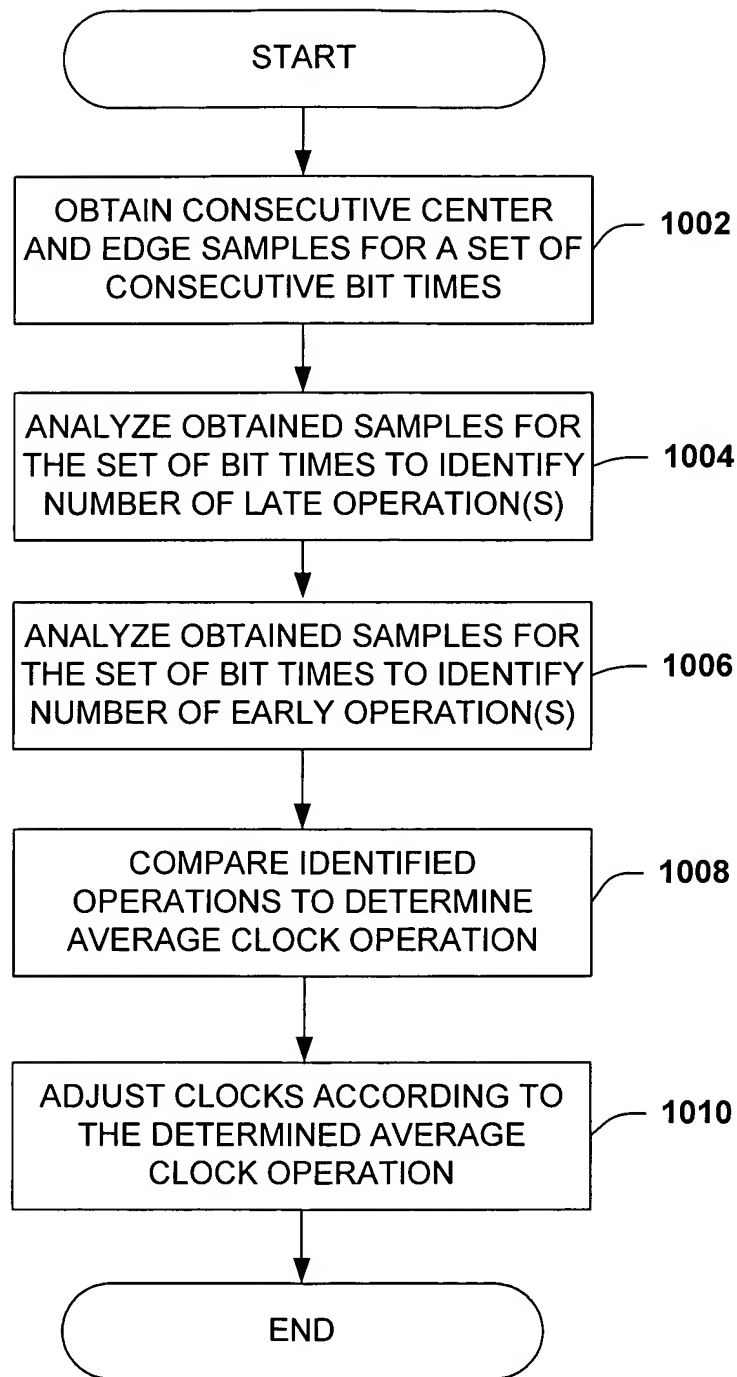 START
OBTAIN CONSECUTIVE CENTER
AND EDGE SAMPLES FOR A SET OF
CONSECUTIVE BIT TIMES
1002
ANALYZE OBTAINED SAMPLES FOR
THE SET OF BIT TIMES TO IDENTIFY
NUMBER OF LATE OPERATION(S)
1004
ANALYZE OBTAINED SAMPLES FOR
THE SET OF BIT TIMES TO IDENTIFY
NUMBER OF EARLY OPERATION(S)
1006
COMPARE IDENTIFIED
OPERATIONS TO DETERMINE
AVERAGE CLOCK OPERATION
1008
ADJUST CLOCKS ACCORDING TO
THE DETERMINED AVERAGE
CLOCK OPERATION
1010
END